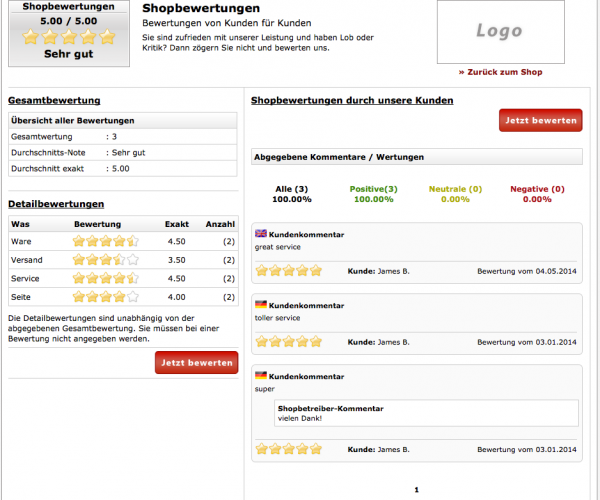 Shopbewertungen
5.00 / 5.00
Sehr gut
Shopbewertungen
Bewertungen von Kunden für Kunden
Sie sind zufrieden mit unserer Leistung und haben Lob oder
Kritik? Dann zögern Sie nicht und bewerten uns.
Logo
» Zurück zum Shop
Gesamtbewertung
Übersicht aller Bewertungen
Gesamtwertung : 3
Durchschnitts-Note : Sehr gut
Durchschnitt exakt : 5.00
Detailbewertungen
Was Bewertung Exakt Anzahl
Ware 4.50 (2)
Versand 3.50 (2)
Service 4.50 (2)
Seite 4.00 (2)
Die Detailbewertungen sind unabhängig von der
abgegebenen Gesamtbewertung. Sie müssen bei einer
Bewertung nicht angegeben werden.
Jetzt bewerten
Shopbewertungen durch unsere Kunden
Jetzt bewerten
Abgegebene Kommentare / Wertungen
Alle (3) Positive(3) Neutrale (0) Negative (0)
100.00% 100.00% 0.00% 0.00%
Kundenkommentar
great service
Kunde: James B. Bewertung vom 04.05.2014
Kundenkommentar
toller service
Kunde: James B. Bewertung vom 03.01.2014
Kundenkommentar
super
Shopbetreiber-Kommentar
vielen Dank!
Kunde: James B. Bewertung vom 03.01.2014
1